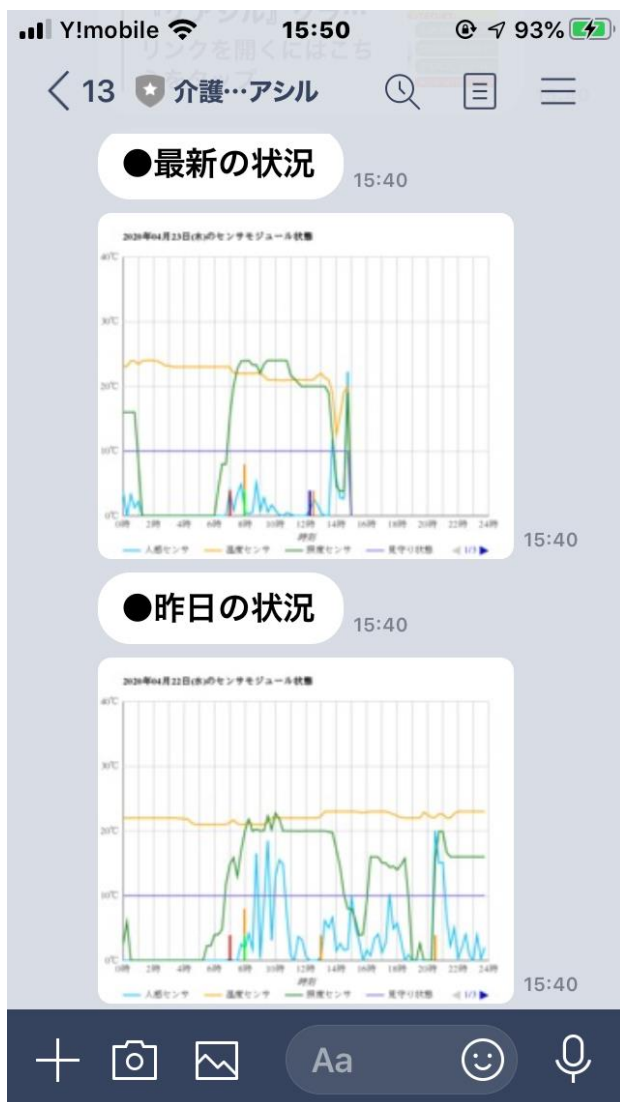 Y!mobile 15:50 93%
リンクを開くにはこち
13 介護…アシル
●最新の状況
15:40
2020年04月23日(木)のセンサモジュール状態
40℃
30℃
20℃
10℃
0℃
0時 2時 4時 6時 8時 10時 12時 14時 16時 18時 20時 22時 24時
時刻
人感センサ 温度センサ 照度センサ 見守り状態 1/3
15:40
●昨日の状況
15:40
2020年04月22日(水)のセンサモジュール状態
40℃
30℃
20℃
10℃
0℃
0時 2時 4時 6時 8時 10時 12時 14時 16時 18時 20時 22時 24時
時刻
人感センサ 温度センサ 照度センサ 見守り状態 1/3
15:40
Aa